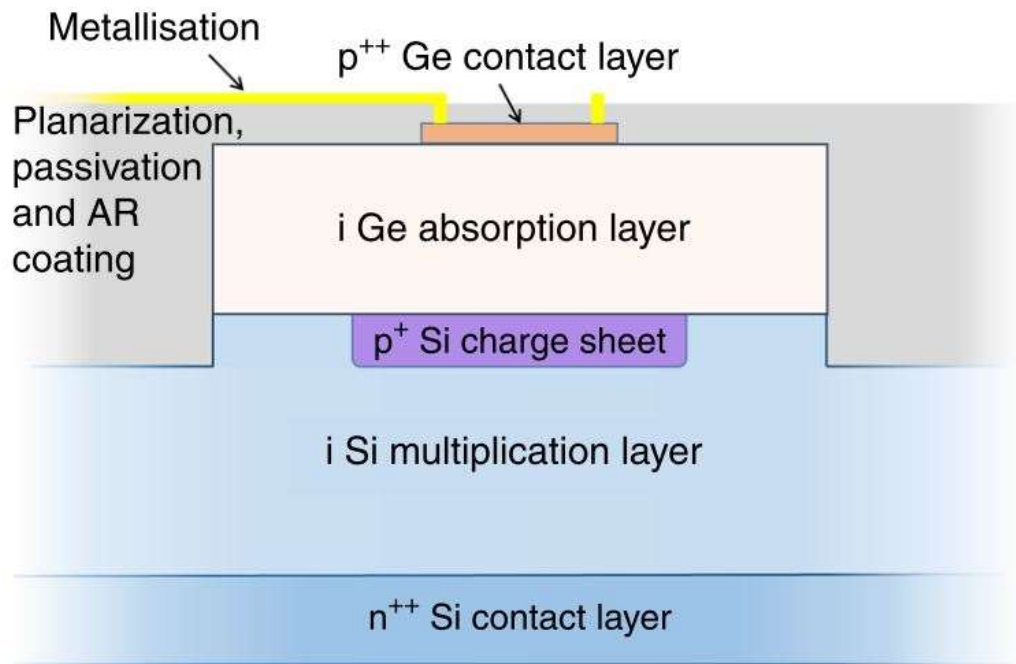 Metallisation
p⁺⁺ Ge contact layer
Planarization,
passivation
and AR
coating
i Ge absorption layer
p⁺ Si charge sheet
i Si multiplication layer
n⁺⁺ Si contact layer